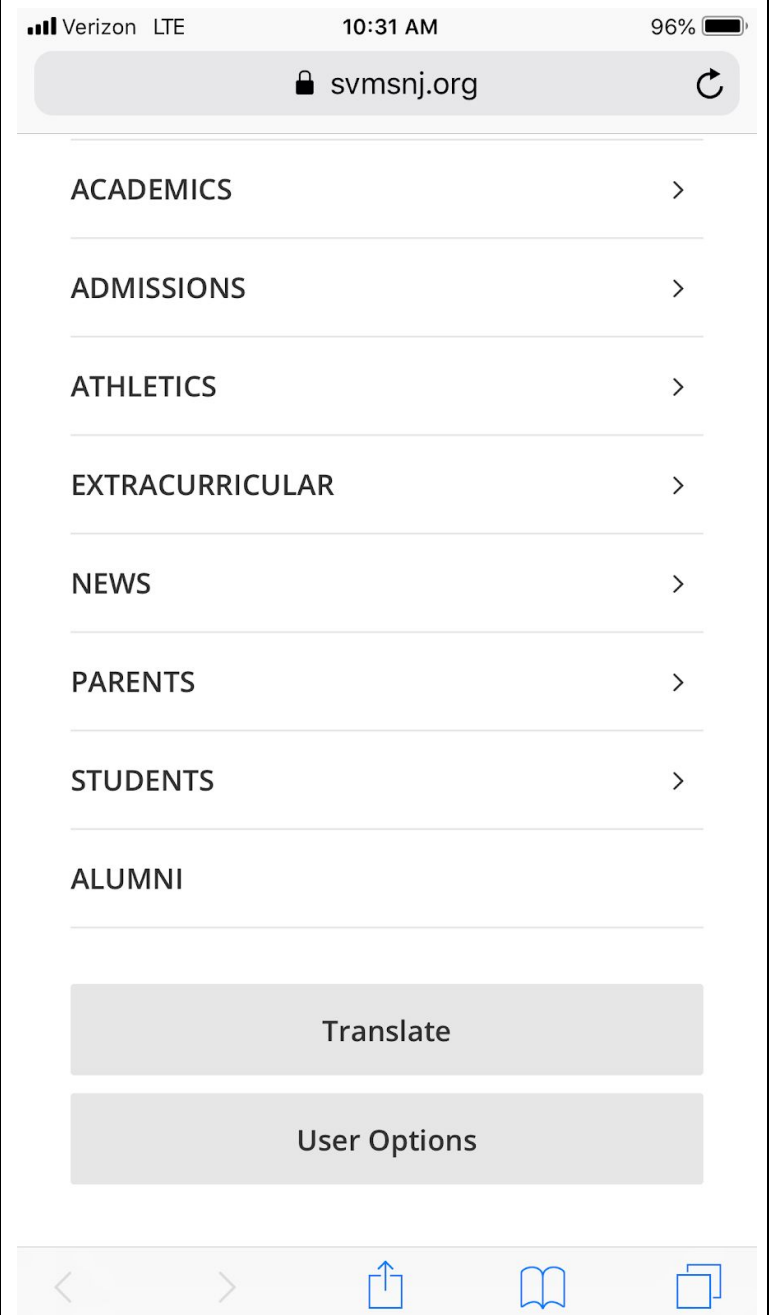 Verizon LTE 10:31 AM 96%
svmsnj.org
ACADEMICS
ADMISSIONS
ATHLETICS
EXTRACURRICULAR
NEWS
PARENTS
STUDENTS
ALUMNI
Translate
User Options